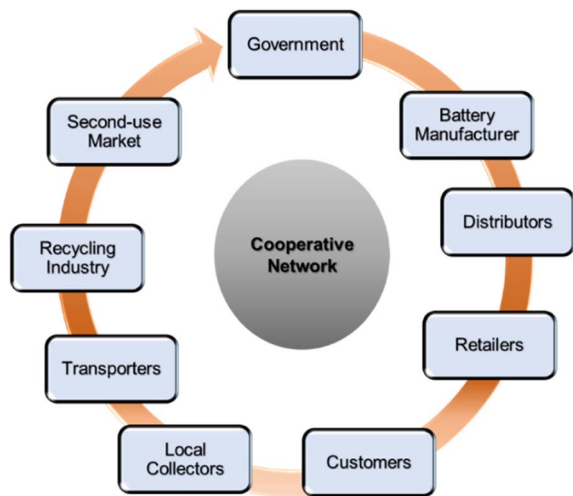 Government
Battery
Manufacturer
Distributors
Retailers
Customers
Local
Collectors
Transporters
Recycling
Industry
Second-use
Market
Cooperative
Network